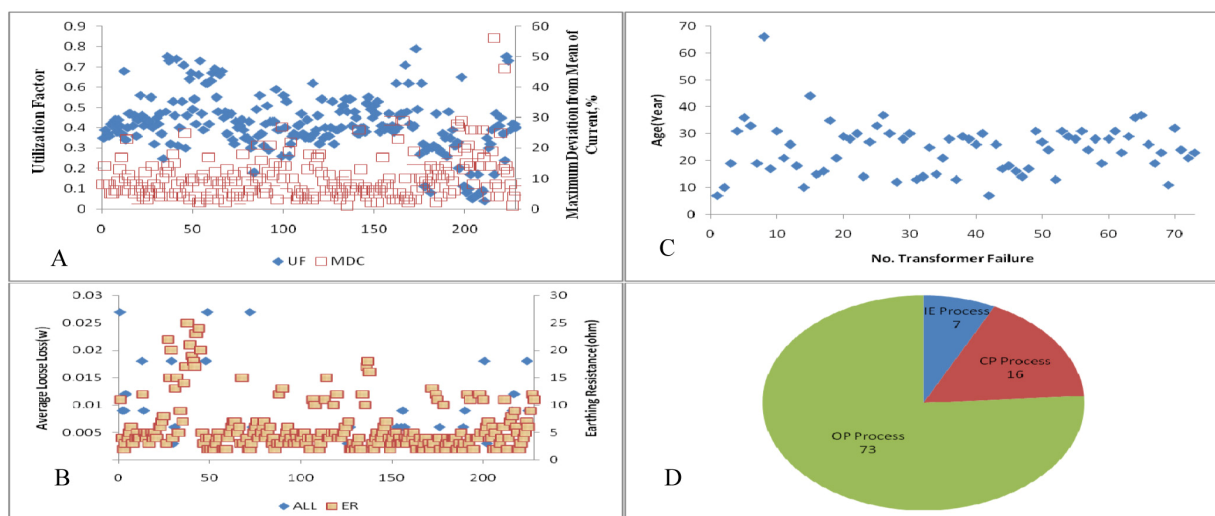 0.9
0.8
0.7
0.6
0.5
0.4
0.3
0.2
0.1
0
60
50
40
30
20
10
0
0 50 100 150 200
Utilization Factor
Maximum Deviation from Mean of
Current,%
A
UF MDC
70
60
50
40
30
20
10
0
0 10 20 30 40 50 60 70
Age(Year)
No. Transformer Failure
C
0.03
0.025
0.02
0.015
0.01
0.005
30
25
20
15
10
5
0
0 50 100 150 200
Average Loose Loss(w)
Earthing Resistance(ohm)
B
ALL ER
IE Process
7
CP Process
16
OP Process
73
D